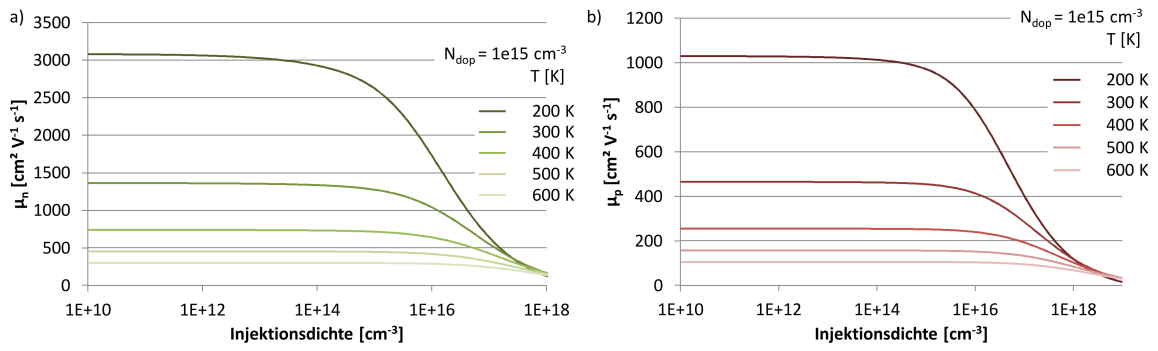 a)
3500
3000
2500
2000
1500
1000
500
0
µn [cm² V-1 s-1]
1E+10 1E+12 1E+14 1E+16 1E+18
Injektionsdichte [cm-3]
Ndop = 1e15 cm-3
T [K]
200 K
300 K
400 K
500 K
600 K
b)
1200
1000
800
600
400
200
0
µp [cm² V-1 s-1]
1E+10 1E+12 1E+14 1E+16 1E+18
Injektionsdichte [cm-3]
Ndop = 1e15 cm-3
T [K]
200 K
300 K
400 K
500 K
600 K